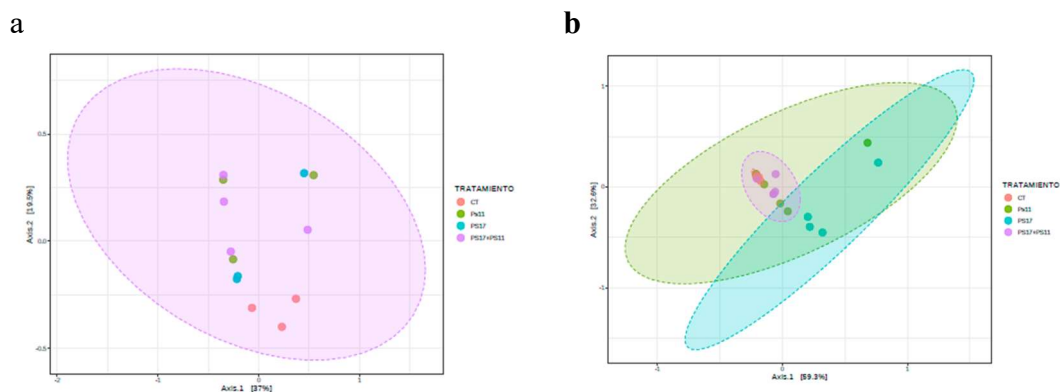 a
b
0.5
0.0
-0.5
-2
-1
0
1
Axis.2 [19.5%]
Axis.1 [37%]
TRATAMIENTO
CT
Ps11
PS17
PS17+PS11
1
0
-1
-1
0
1
Axis.2 [32.6%]
Axis.1 [59.3%]
TRATAMIENTO
CT
Ps11
PS17
PS17+PS11